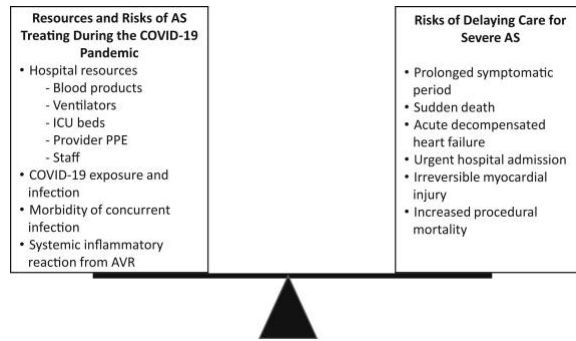 Resources and Risks of AS
Treating During the COVID-19
Pandemic
• Hospital resources
- Blood products
- Ventilators
- ICU beds
- Provider PPE
- Staff
• COVID-19 exposure and
infection
• Morbidity of concurrent
infection
• Systemic inflammatory
reaction from AVR
Risks of Delaying Care for
Severe AS
• Prolonged symptomatic
period
• Sudden death
• Acute decompensated
heart failure
• Urgent hospital admission
• Irreversible myocardial
injury
• Increased procedural
mortality